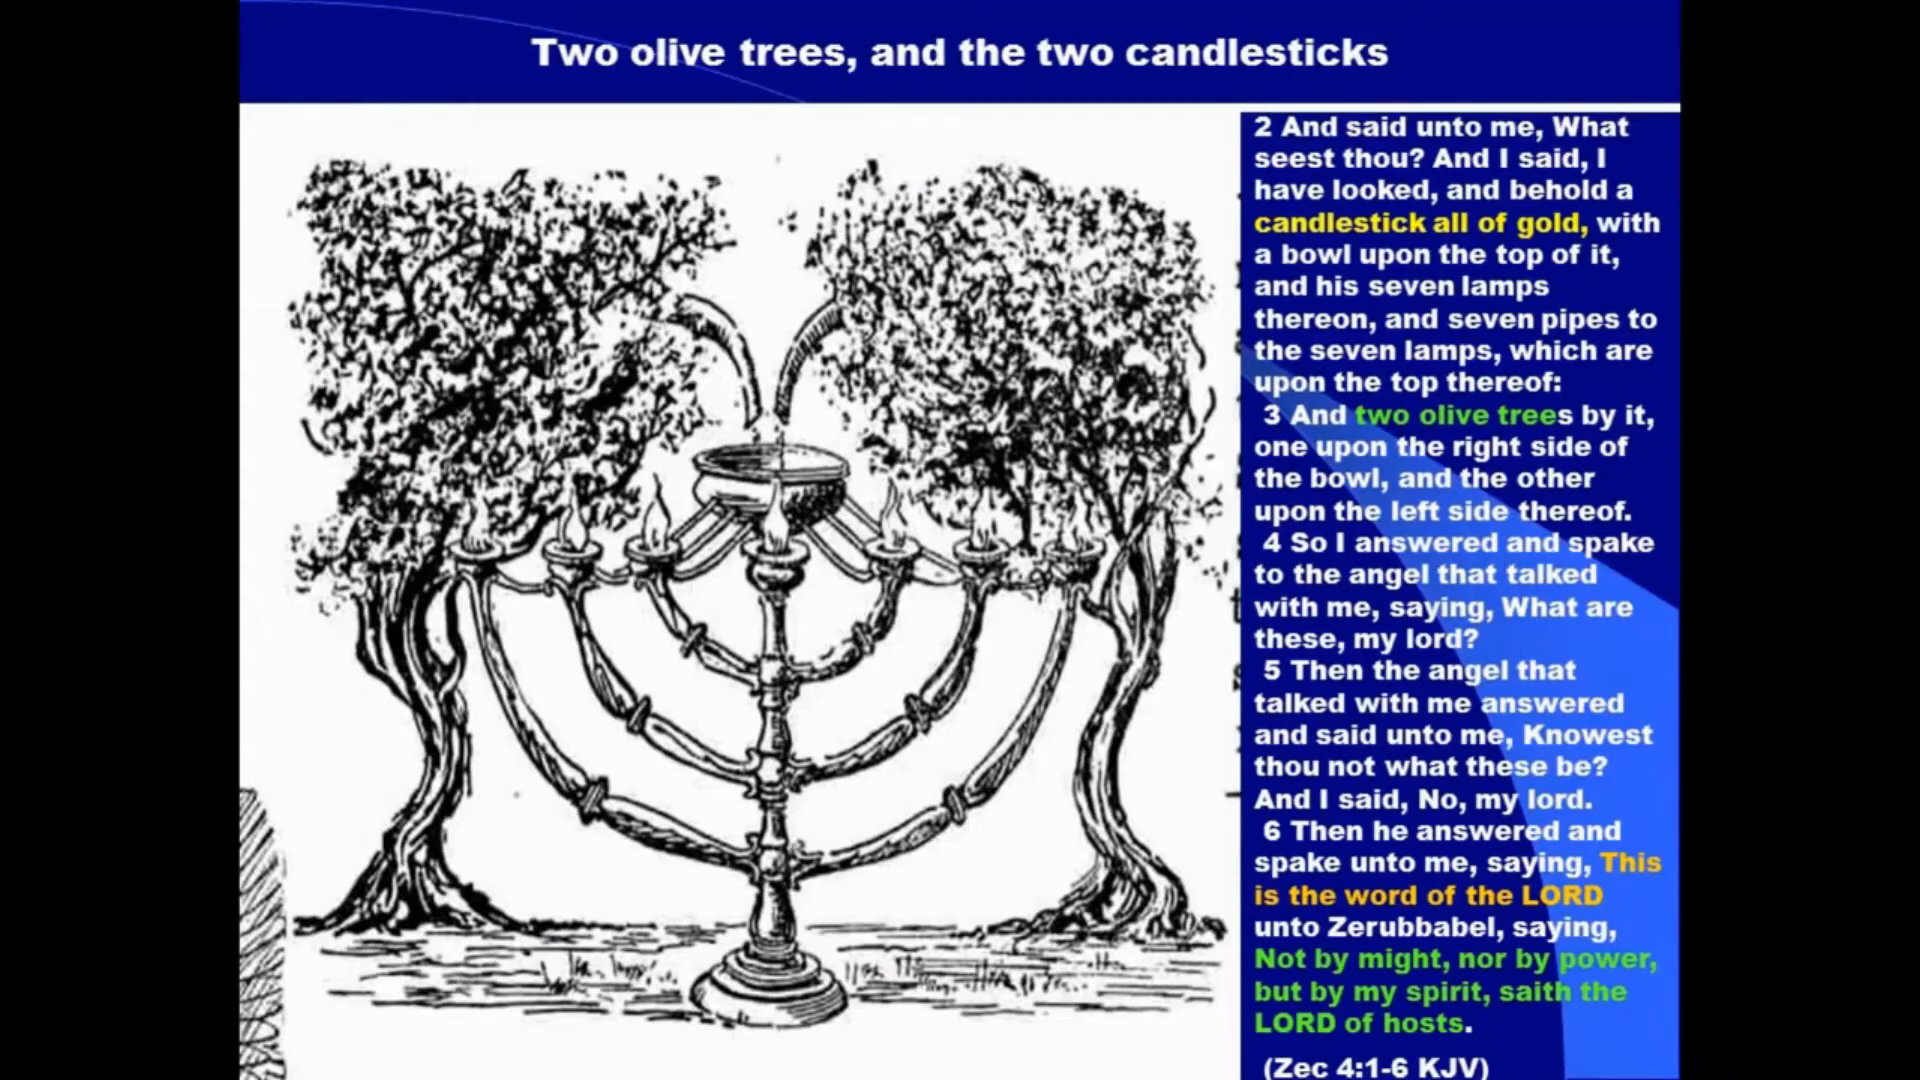 Two olive trees, and the two candlesticks
2 And said unto me, What
seest thou? And I said, I
have looked, and behold a
candlestick all of gold, with
a bowl upon the top of it,
and his seven lamps
thereon, and seven pipes to
the seven lamps, which are
upon the top thereof:
3 And two olive trees by it,
one upon the right side of
the bowl, and the other
upon the left side thereof.
4 So I answered and spake
to the angel that talked
with me, saying, What are
these, my lord?
5 Then the angel that
talked with me answered
and said unto me, Knowest
thou not what these be?
And I said, No, my lord.
6 Then he answered and
spake unto me, saying, This
is the word of the LORD
unto Zerubbabel, saying,
Not by might, nor by power,
but by my spirit, saith the
LORD of hosts.
(Zec 4:1-6 KJV)